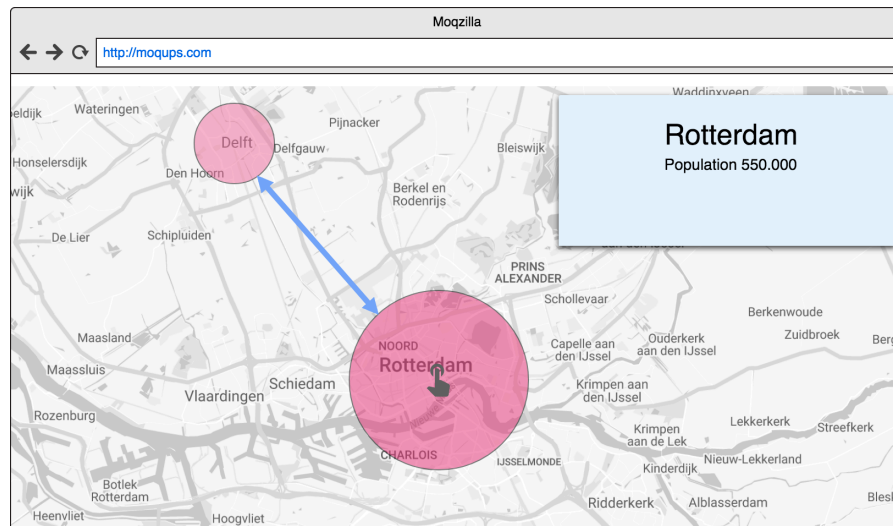 Moqzilla
http://moqups.com
Wateringen
Pijnacker
Delft
Delfgauw
Bleiswijk
Honselersdijk
Den Hoorn
Berkel en
Rodenrijs
De Lier
Schipluiden
Rotterdam
Population 550.000
PRINS
ALEXANDER
Schollevaar
Berkenwoude
Maasland
NOORD
Rotterdam
Capelle aan
den IJssel
Ouderkerk
aan den IJssel
Zuidbroek
Maassluis
Vlaardingen
Schiedam
Krimpen aan
den IJssel
Rozenburg
Krimpen
aan de Lek
Lekkerkerk
Streefkerk
CHARLOIS
IJSSELMONDE
Kinderdijk
Nieuw-Lekkerland
Botlek
Rotterdam
Ridderkerk
Alblasserdam
Heenvliet
Hoogvliet